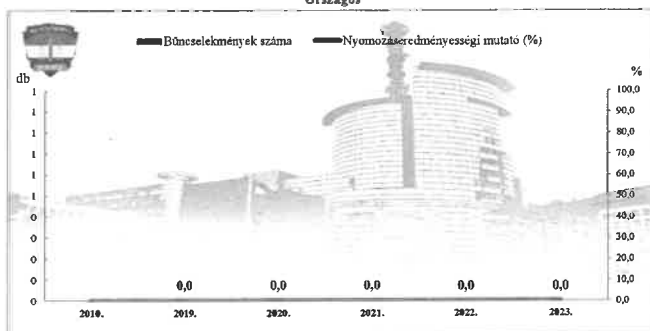 Országos
Bűncselekmények száma Nyomozáseredményességi mutató (%)
db %
1 100,0
1 90,0
1 80,0
1 70,0
1 60,0
1 50,0
0 40,0
0 30,0
0 20,0
0 10,0
0 0,0
0,0 0,0 0,0 0,0 0,0
2010. 2019. 2020. 2021. 2022. 2023.